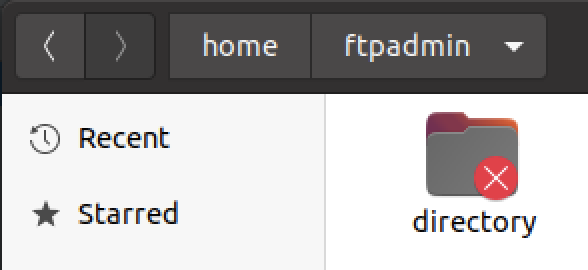 home ftpadmin
Recent
Starred
directory